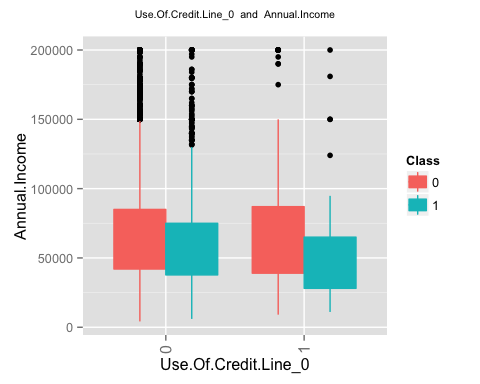 Use.Of.Credit.Line_0 and Annual.Income
200000
150000
100000
50000
0
Annual.Income
0
1
Use.Of.Credit.Line_0
Class
0
1